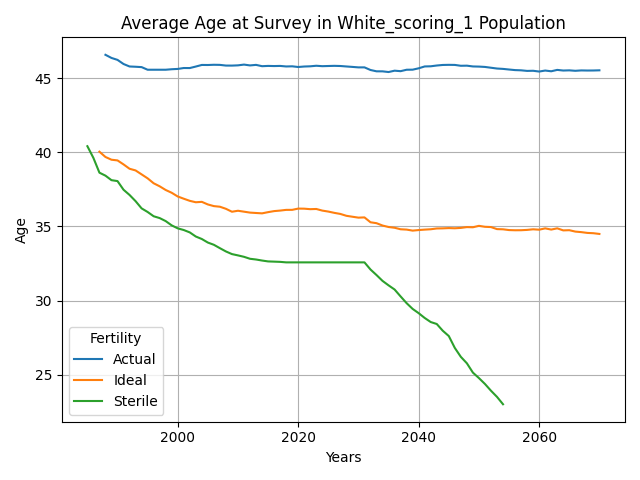 Average Age at Survey in White_scoring_1 Population
Age
45
40
35
30
25
Fertility
Actual
Ideal
Sterile
2000
2020
2040
2060
Years